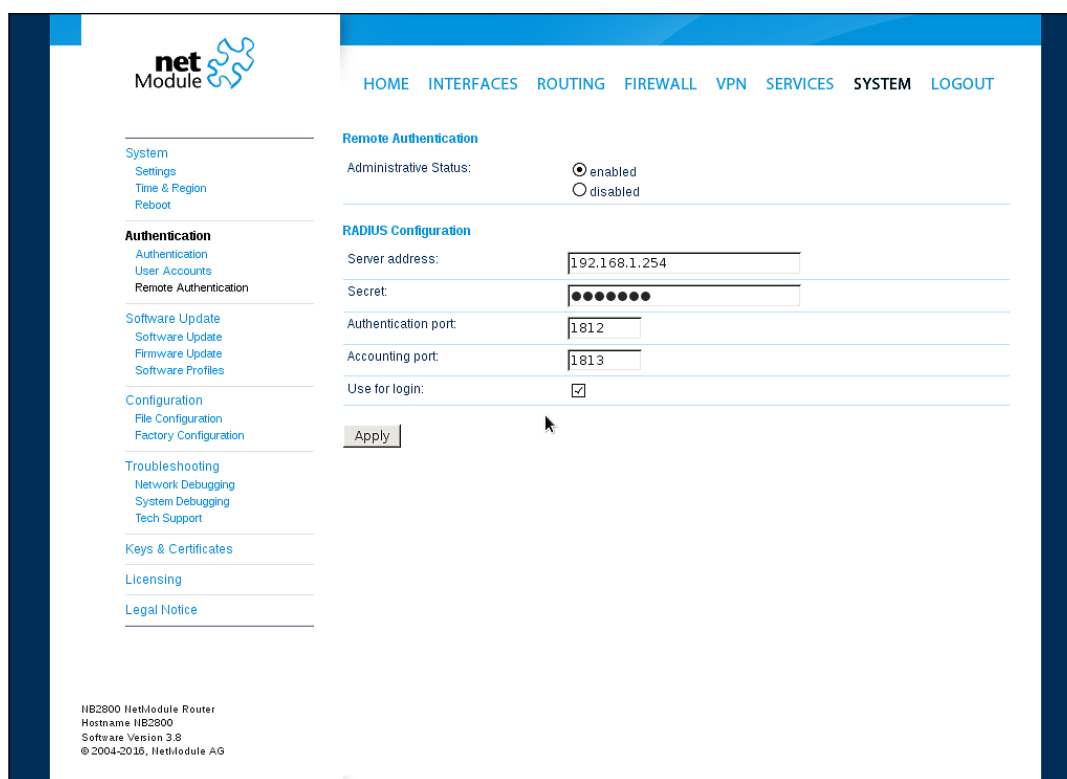 net
Module
HOME INTERFACES ROUTING FIREWALL VPN SERVICES SYSTEM LOGOUT
System
Settings
Time & Region
Reboot
Authentication
Authentication
User Accounts
Remote Authentication
Software Update
Software Update
Firmware Update
Software Profiles
Configuration
File Configuration
Factory Configuration
Troubleshooting
Network Debugging
System Debugging
Tech Support
Keys & Certificates
Licensing
Legal Notice
Remote Authentication
Administrative Status:
enabled
disabled
RADIUS Configuration
Server address: 192.168.1.254
Secret: ●●●●●●●
Authentication port: 1812
Accounting port: 1813
Use for login:
Apply
NB2800 NetModule Router
Hostname NB2800
Software Version 3.8
© 2004-2016, NetModule AG